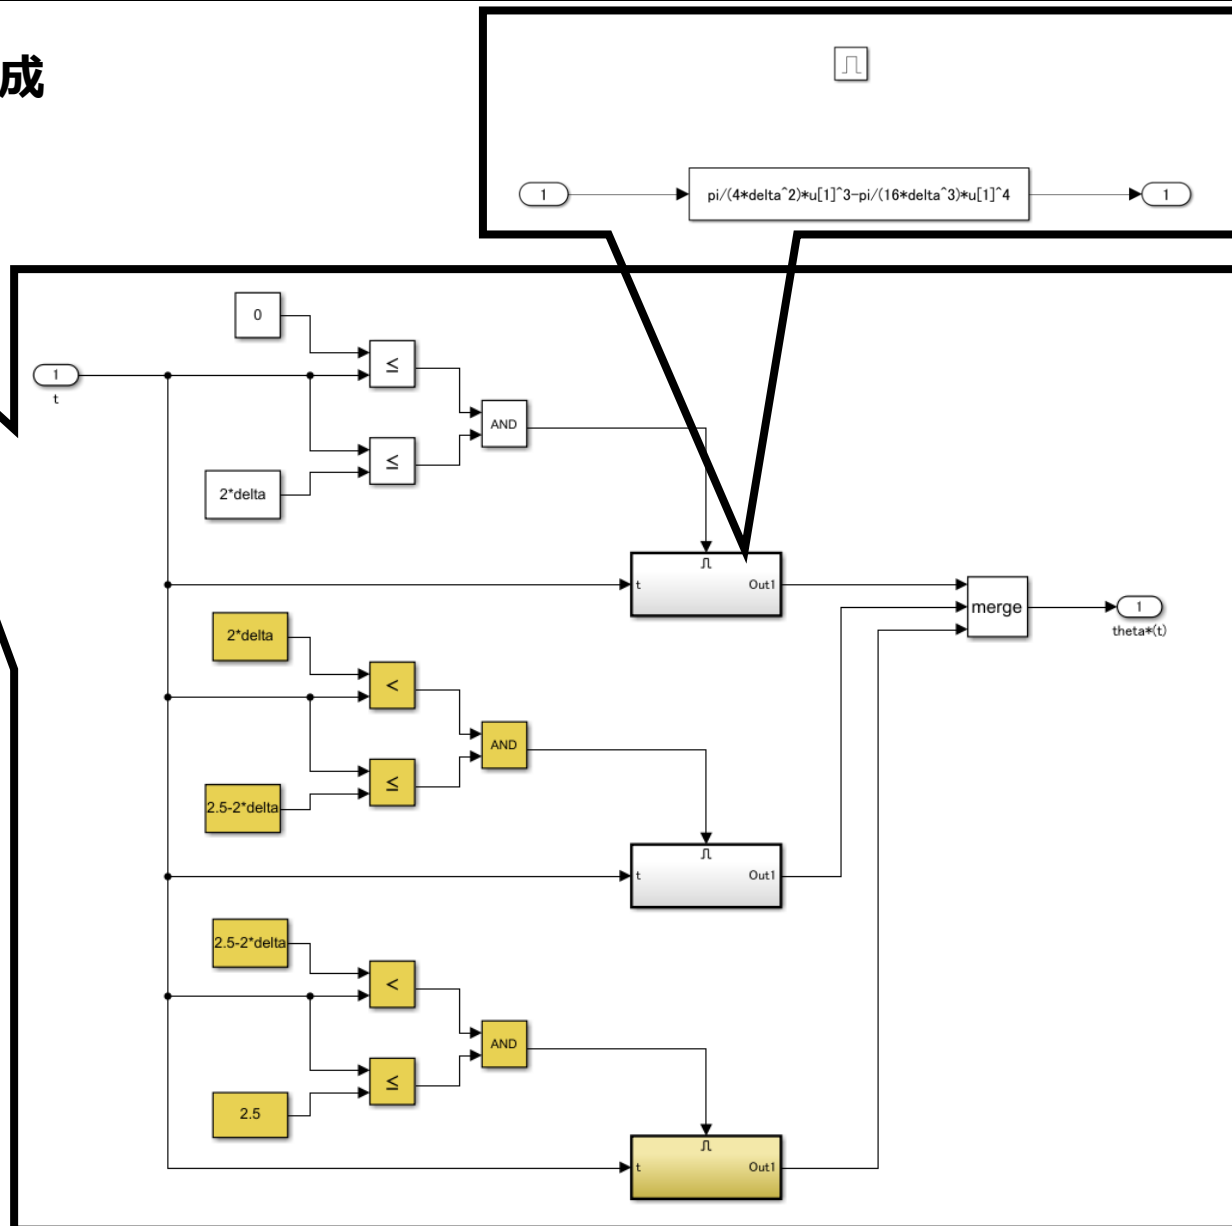 成
1
pi/(4*delta^2)*u[1]^3-pi/(16*delta^3)*u[1]^4
1
0
≤
1
t
AND
≤
2*delta
t
Out1
2*delta
<
merge
1
theta*(t)
AND
≤
2.5-2*delta
t
Out1
2.5-2*delta
<
AND
≤
2.5
t
Out1